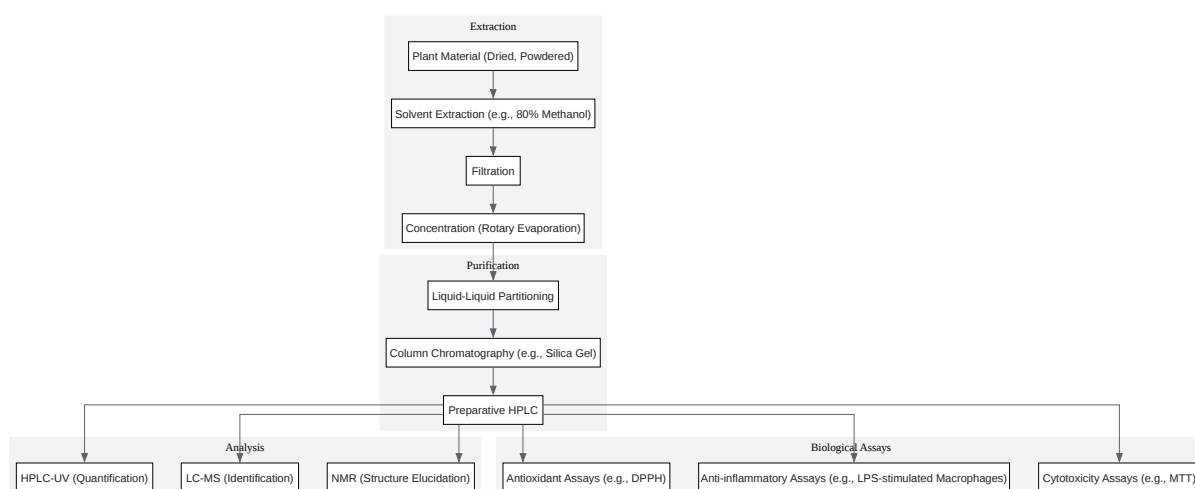 Extraction
Plant Material (Dried, Powdered)
Solvent Extraction (e.g., 80% Methanol)
Filtration
Concentration (Rotary Evaporation)
Purification
Liquid-Liquid Partitioning
Column Chromatography (e.g., Silica Gel)
Preparative HPLC
Analysis
HPLC-UV (Quantification)
LC-MS (Identification)
NMR (Structure Elucidation)
Biological Assays
Antioxidant Assays (e.g., DPPH)
Anti-inflammatory Assays (e.g., LPS-stimulated Macrophages)
Cytotoxicity Assays (e.g., MTT)